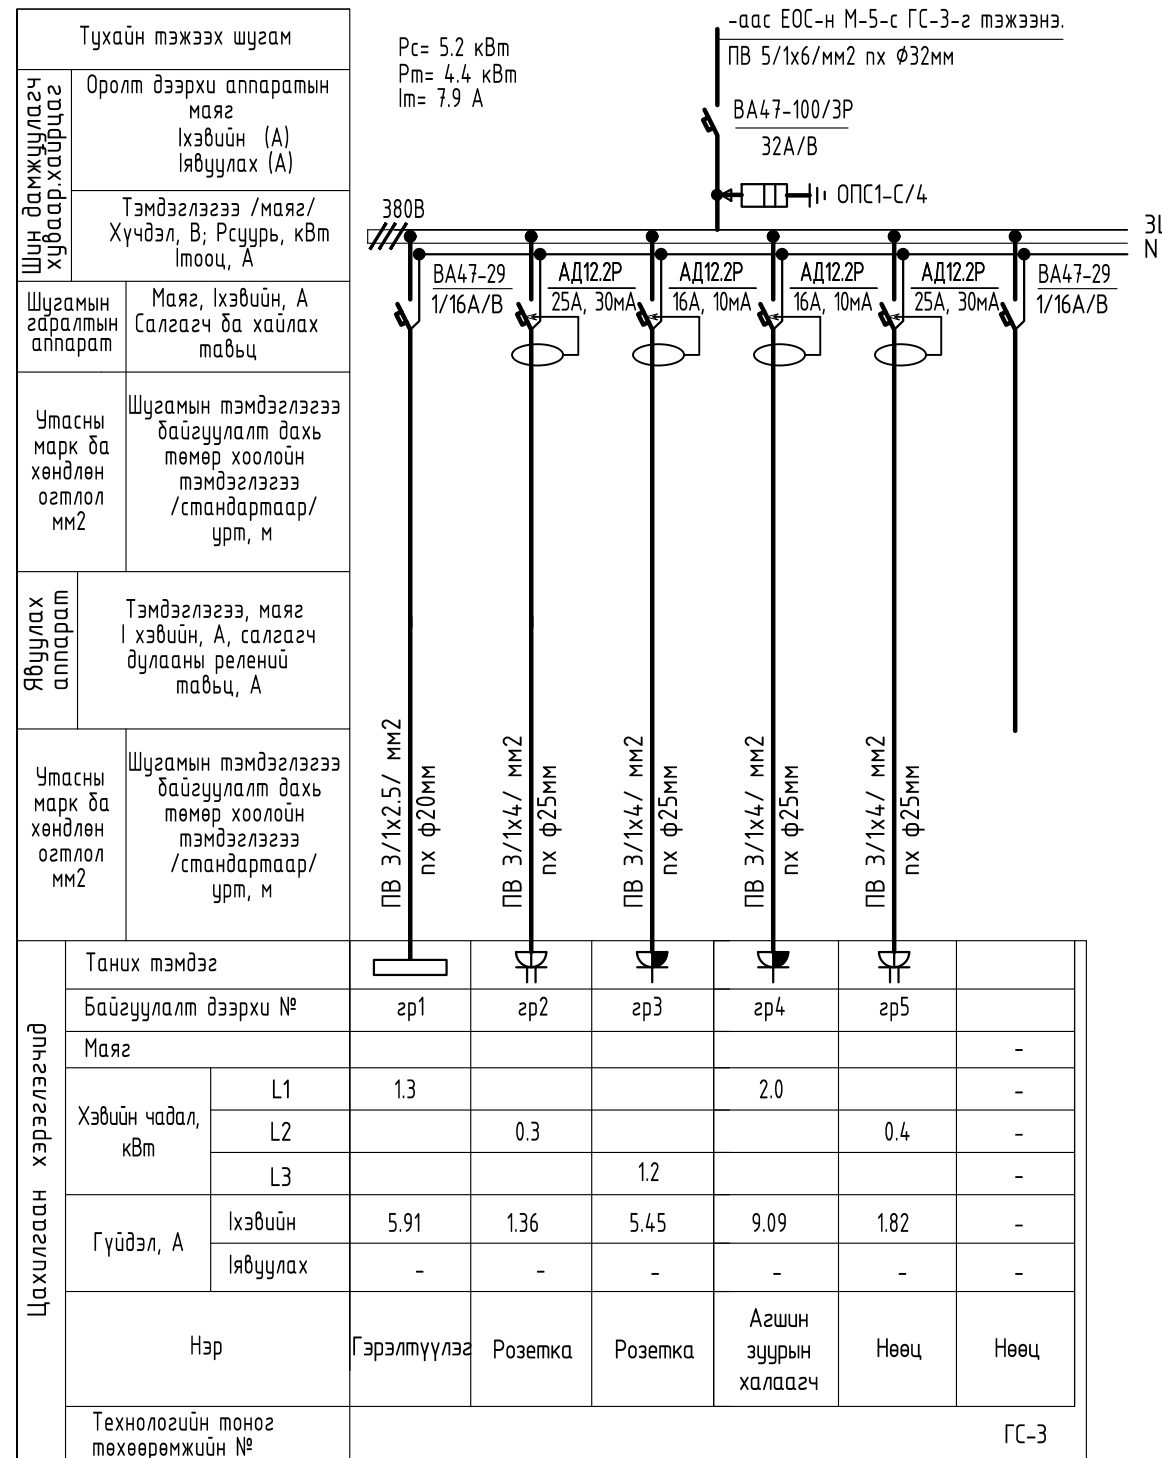 Тухайн тэжээх шугам
Рс= 5.2 кВт
Рт= 4.4 кВт
Iт= 7.9 А
-аас ЕОС-н М-5-с ГС-3-г тэжээнэ.
ПВ 5/1х6/мм2 пх Ф32мм
ВА47-100/3Р
32А/В
ОПС1-С/4
Шин дамжуулагч
хуваар.хайрцаг
Оролт дээрхи аппаратын
маяг
Iхэвийн (А)
Iявуулах (А)
Тэмдэглэгээ /маяг/
Хүчдэл, В; Рсуурь, кВт
Iтооц, А
380В
3L
N
ВА47-29
1/16А/В
АД12.2Р
25А, 30мА
АД12.2Р
16А, 10мА
АД12.2Р
16А, 10мА
АД12.2Р
25А, 30мА
ВА47-29
1/16А/В
Шугамын
гаралтын
аппарат
Маяг, Iхэвийн, А
Салгагч ба хайлах
тавьц
Утасны
марк ба
хөндлөн
огтлол
мм2
Шугамын тэмдэглэгээ
байгуулалт дахь
төмөр хоолойн
тэмдэглэгээ
/стандартаар/
урт, м
Явуулах
аппарат
Тэмдэглэгээ, маяг
I хэвийн, А, салгагч
дулааны релений
тавьц, А
Утасны
марк ба
хөндлөн
огтлол
мм2
Шугамын тэмдэглэгээ
байгуулалт дахь
төмөр хоолойн
тэмдэглэгээ
/стандартаар/
урт, м
ПВ 3/1х2.5/ мм2
пх ф20мм
ПВ 3/1х4/ мм2
пх ф25мм
ПВ 3/1х4/ мм2
пх ф25мм
ПВ 3/1х4/ мм2
пх ф25мм
ПВ 3/1х4/ мм2
пх ф25мм
Цахилгаан хэрэглэгчид
Таних тэмдэг
Байгуулалт дээрхи № гр1 гр2 гр3 гр4 гр5
Маяг -
Хэвийн чадал,
кВт
L1 1.3 2.0 -
L2 0.3 0.4 -
L3 1.2 -
Гүйдэл, А
Iхэвийн 5.91 1.36 5.45 9.09 1.82 -
Iявуулах - - - - - -
Нэр Гэрэлтүүлэг Розетка Розетка
Агшин
зуурын
халаагч
Нөөц Нөөц
Технологийн тоног
төхөөрөмжийн №
ГС-3